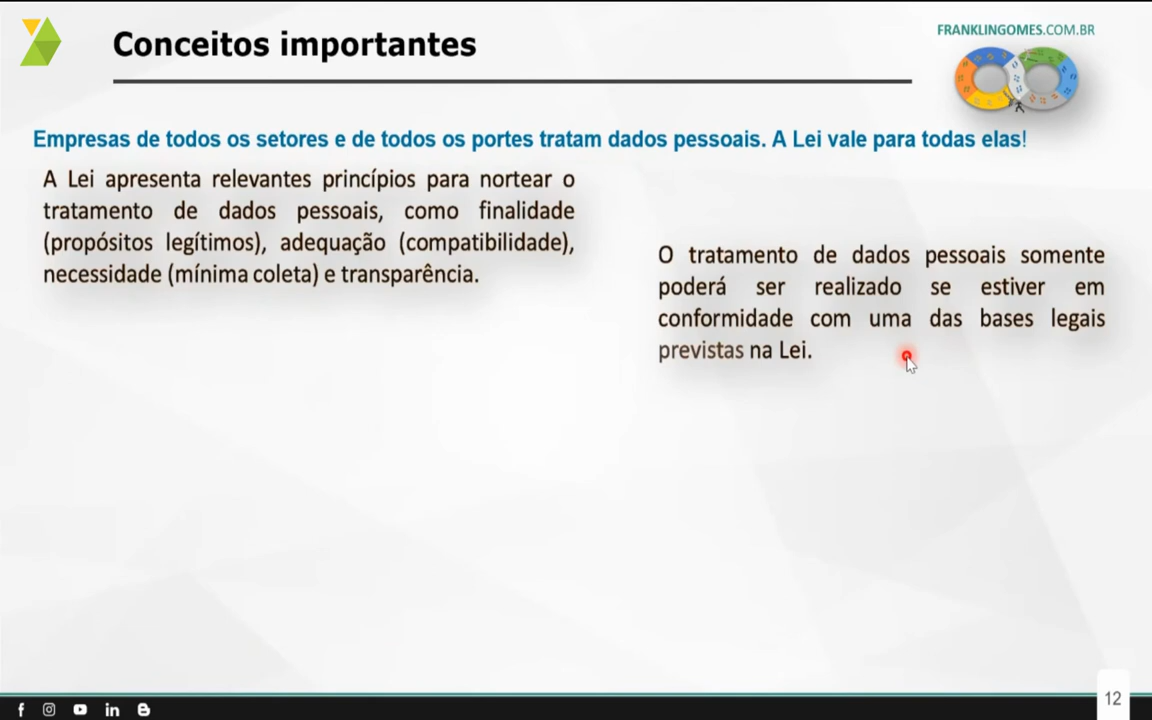 Conceitos importantes
FRANKLINGOMES.COM.BR
Empresas de todos os setores e de todos os portes tratam dados pessoais. A Lei vale para todas elas!
A Lei apresenta relevantes princípios para nortear o
tratamento de dados pessoais, como finalidade
(propósitos legítimos), adequação (compatibilidade),
necessidade (mínima coleta) e transparência.
O tratamento de dados pessoais somente
poderá ser realizado se estiver em
conformidade com uma das bases legais
previstas na Lei.
12